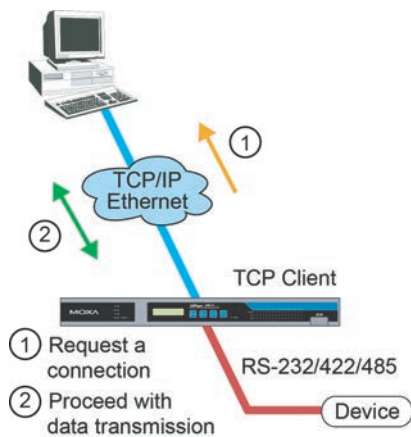 1
TCP/IP
Ethernet
2
TCP Client
MOXA
1 Request a
connection
RS-232/422/485
2 Proceed with
data transmission
Device